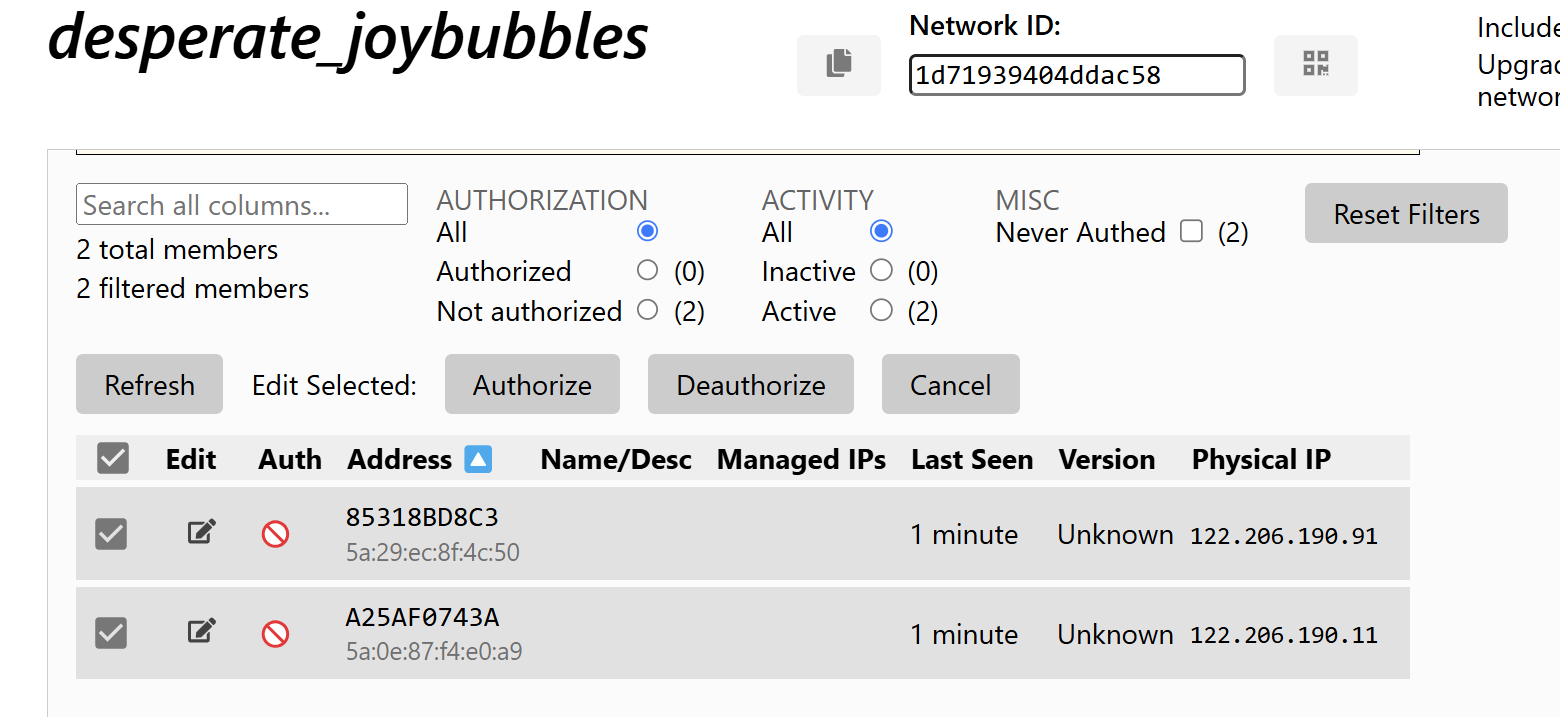 desperate_joybubbles
Network ID:
1d71939404ddac58
Search all columns...
2 total members
2 filtered members
AUTHORIZATION
All
Authorized (0)
Not authorized (2)
ACTIVITY
All
Inactive (0)
Active (2)
MISC
Never Authed (2)
Reset Filters
Refresh Edit Selected: Authorize Deauthorize Cancel
Edit Auth Address Name/Desc Managed IPs Last Seen Version Physical IP
85318BD8C3
5a:29:ec:8f:4c:50
1 minute Unknown 122.206.190.91
A25AF0743A
5a:0e:87:f4:e0:a9
1 minute Unknown 122.206.190.11